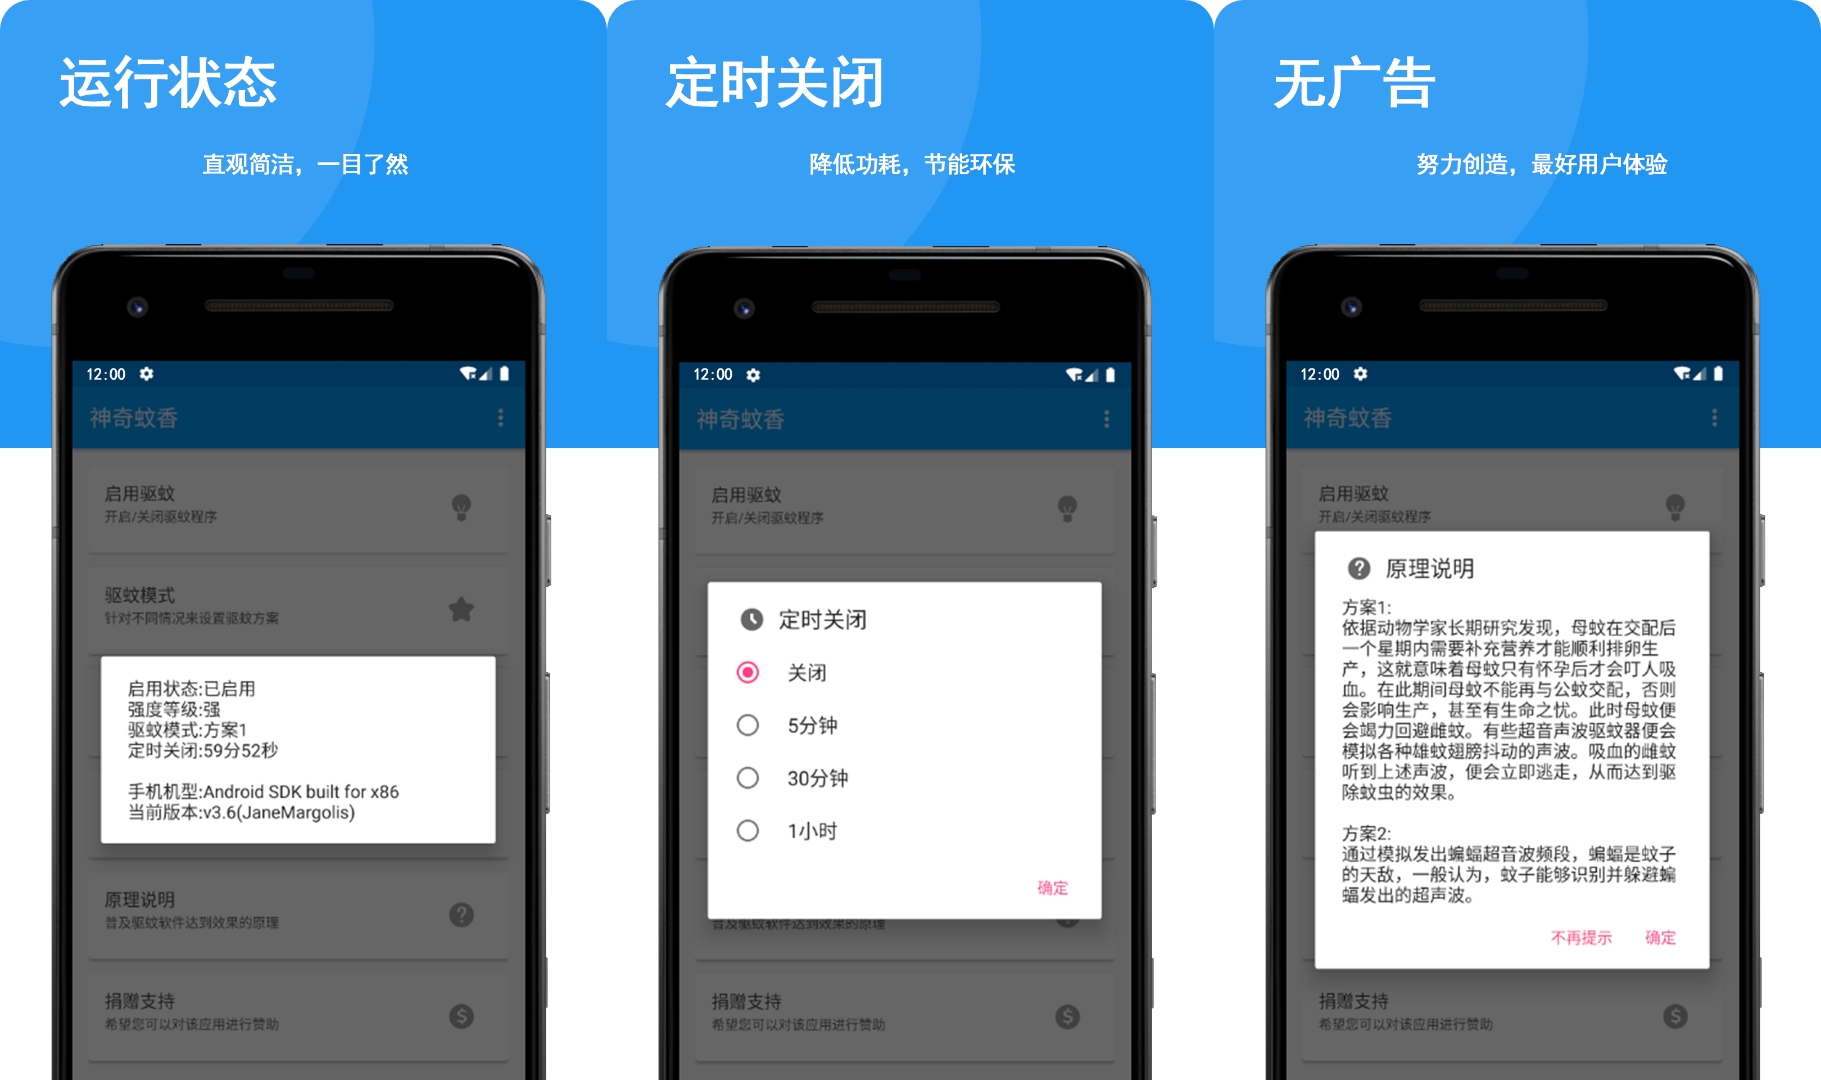 运行状态
直观简洁，一目了然
12:00
神奇蚊香
启用驱蚊
开启/关闭驱蚊程序
驱蚊模式
针对不同情况来设置驱蚊方案
启用状态:已启用
强度等级:强
驱蚊模式:方案1
定时关闭:59分52秒
手机机型:Android SDK built for x86
当前版本:v3.6(JaneMargolis)
原理说明
普及驱蚊软件达到效果的原理
捐赠支持
希望您可以对该应用进行赞助
定时关闭
降低功耗，节能环保
12:00
神奇蚊香
启用驱蚊
开启/关闭驱蚊程序
定时关闭
关闭
5分钟
30分钟
1小时
确定
普及驱蚊软件达到效果的原理
捐赠支持
希望您可以对该应用进行赞助
无广告
努力创造，最好用户体验
12:00
神奇蚊香
启用驱蚊
开启/关闭驱蚊程序
原理说明
方案1:
依据动物学家长期研究发现，母蚊在交配后
一个星期内需要补充营养才能顺利排卵生
产，这就意味着母蚊只有怀孕后才会叮人吸
血。在此期间母蚊不能再与公蚊交配，否则
会影响生产，甚至有生命之忧。此时母蚊便
会竭力回避雌蚊。有些超音声波驱蚊器便会
模拟各种雄蚊翅膀抖动的声波。吸血的雌蚊
听到上述声波，便会立即逃走，从而达到驱
除蚊虫的效果。
方案2:
通过模拟发出蝙蝠超音波频段，蝙蝠是蚊子
的天敌，一般认为，蚊子能够识别并躲避蝙
蝠发出的超声波。
不再提示 确定
捐赠支持
希望您可以对该应用进行赞助